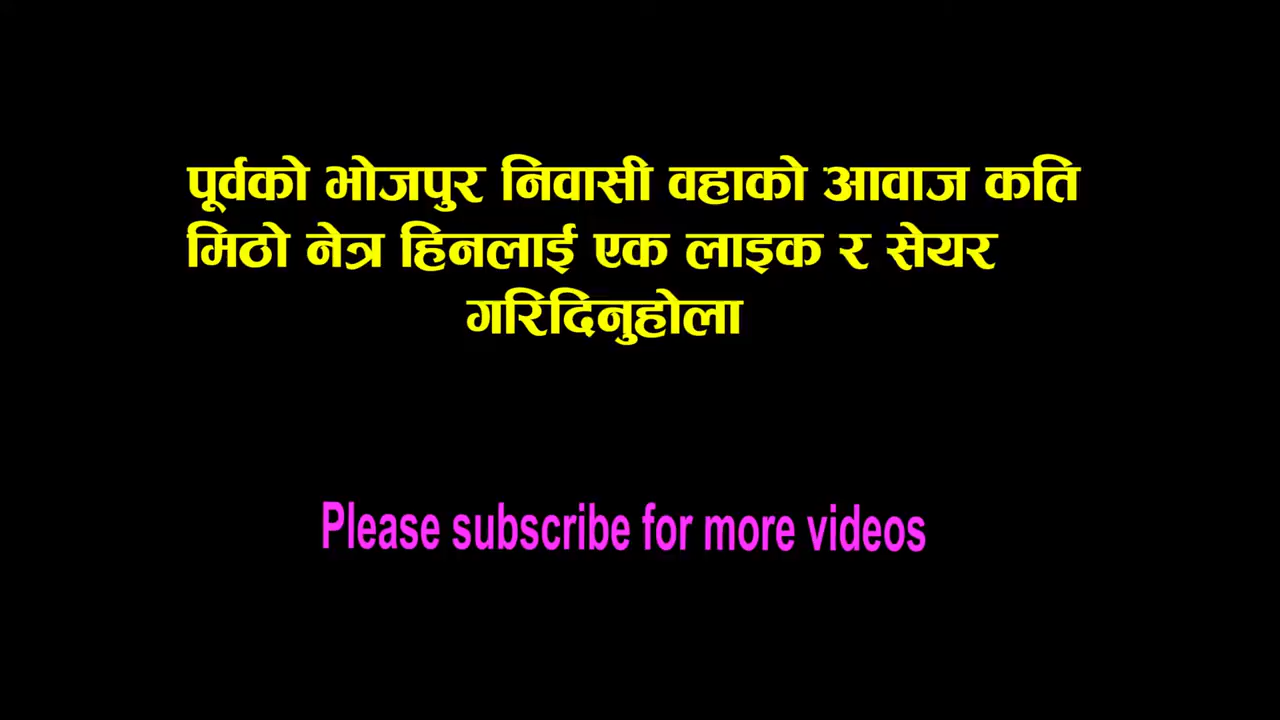 पूर्वको भोजपुर निवासी वहाको आवाज कति
मिठो नेत्र हिनलाई एक लाइक र सेयर
गरिदिनुहोला
Please subscribe for more videos